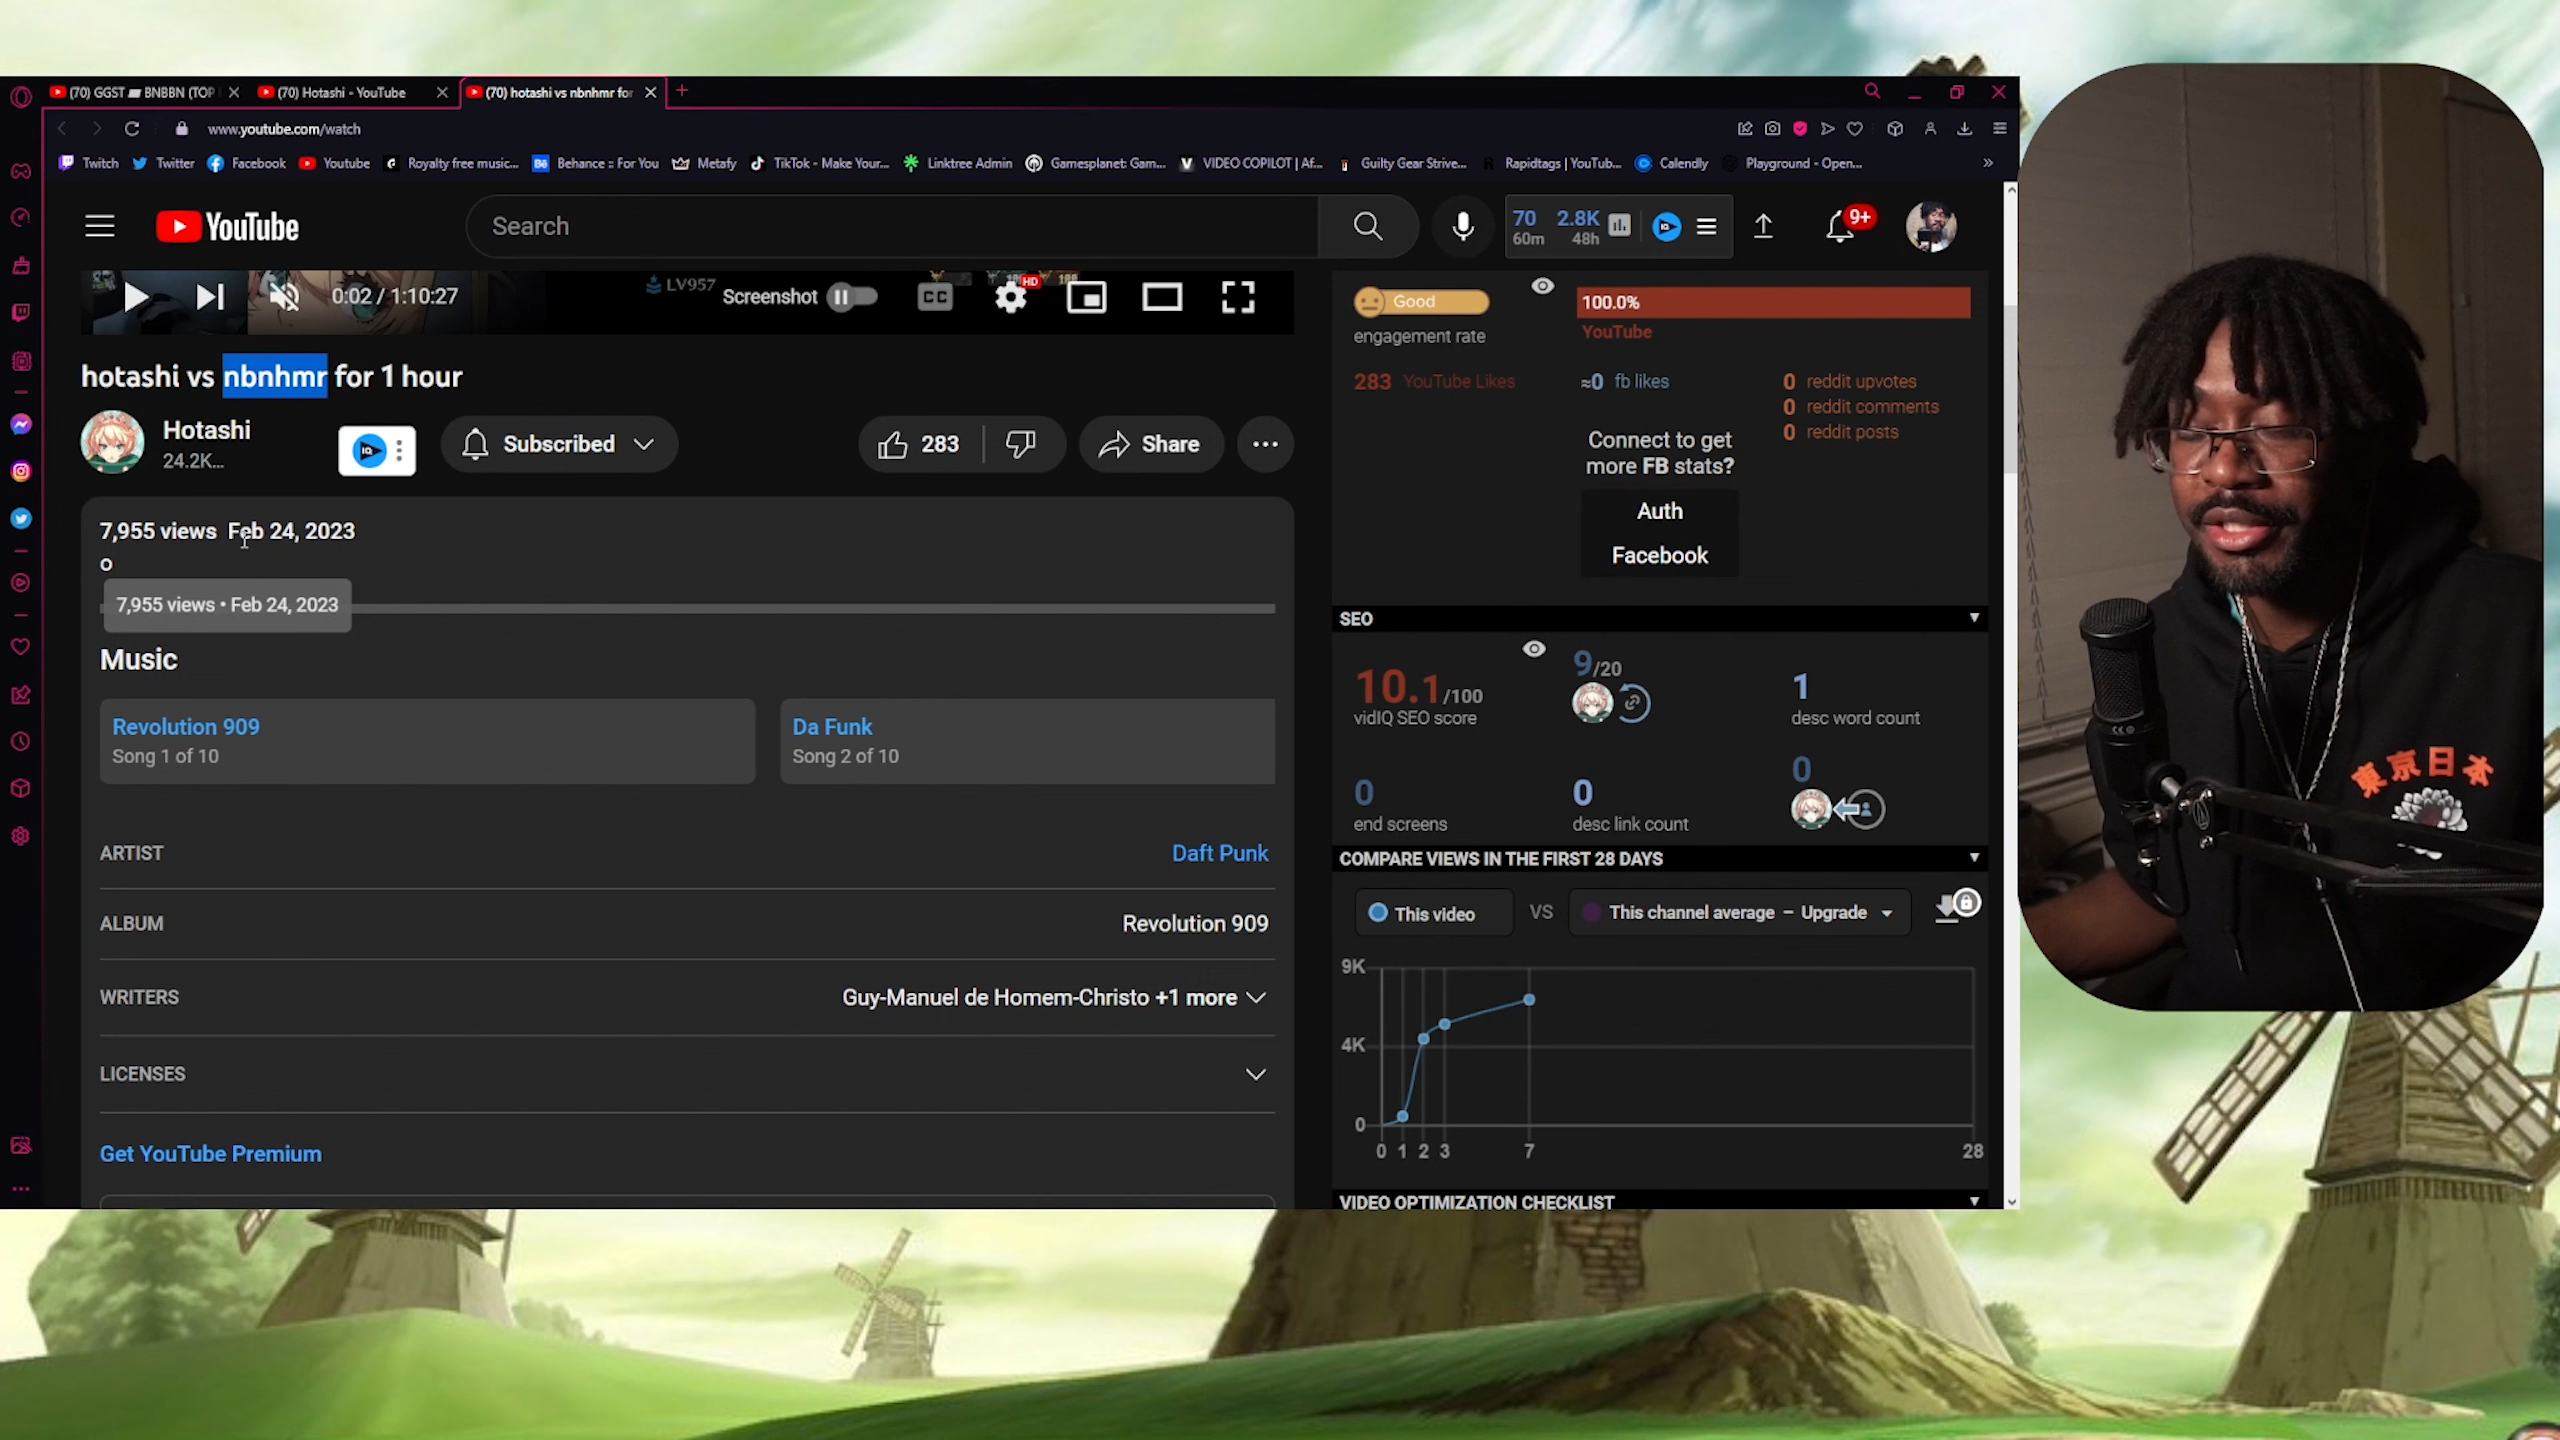 (70) GGST BNBBN (TOP
(70) Hotashi - YouTube
(70) hotashi vs nbnhmr for
www.youtube.com/watch
Twitch Twitter Facebook Youtube Royalty free music... Behance :: For You Metafy TikTok - Make Your... Linktree Admin Gamesplanet: Gam... VIDEO COPILOT | Af... Guilty Gear Strive... Rapidtags | YouTub... Calendly Playground - Open...
YouTube
Search
70 2.8K
60m 48h
9+
0:02 / 1:10:27
LV957
Screenshot
CC
HD
hotashi vs nbnhmr for 1 hour
Hotashi
24.2K...
Subscribed
283
Share
7,955 views Feb 24, 2023
o
7,955 views • Feb 24, 2023
Music
Revolution 909
Song 1 of 10
Da Funk
Song 2 of 10
ARTIST
Daft Punk
ALBUM
Revolution 909
WRITERS
Guy-Manuel de Homem-Christo +1 more
LICENSES
Get YouTube Premium
Good
engagement rate
100.0%
YouTube
283 YouTube Likes
≈0 fb likes
0 reddit upvotes
0 reddit comments
0 reddit posts
Connect to get
more FB stats?
Auth
Facebook
SEO
10.1/100
vidIQ SEO score
9/20
1
desc word count
0
end screens
0
desc link count
0
COMPARE VIEWS IN THE FIRST 28 DAYS
This video VS This channel average – Upgrade
9K
4K
0
0 1 2 3 7 28
VIDEO OPTIMIZATION CHECKLIST
東京日本